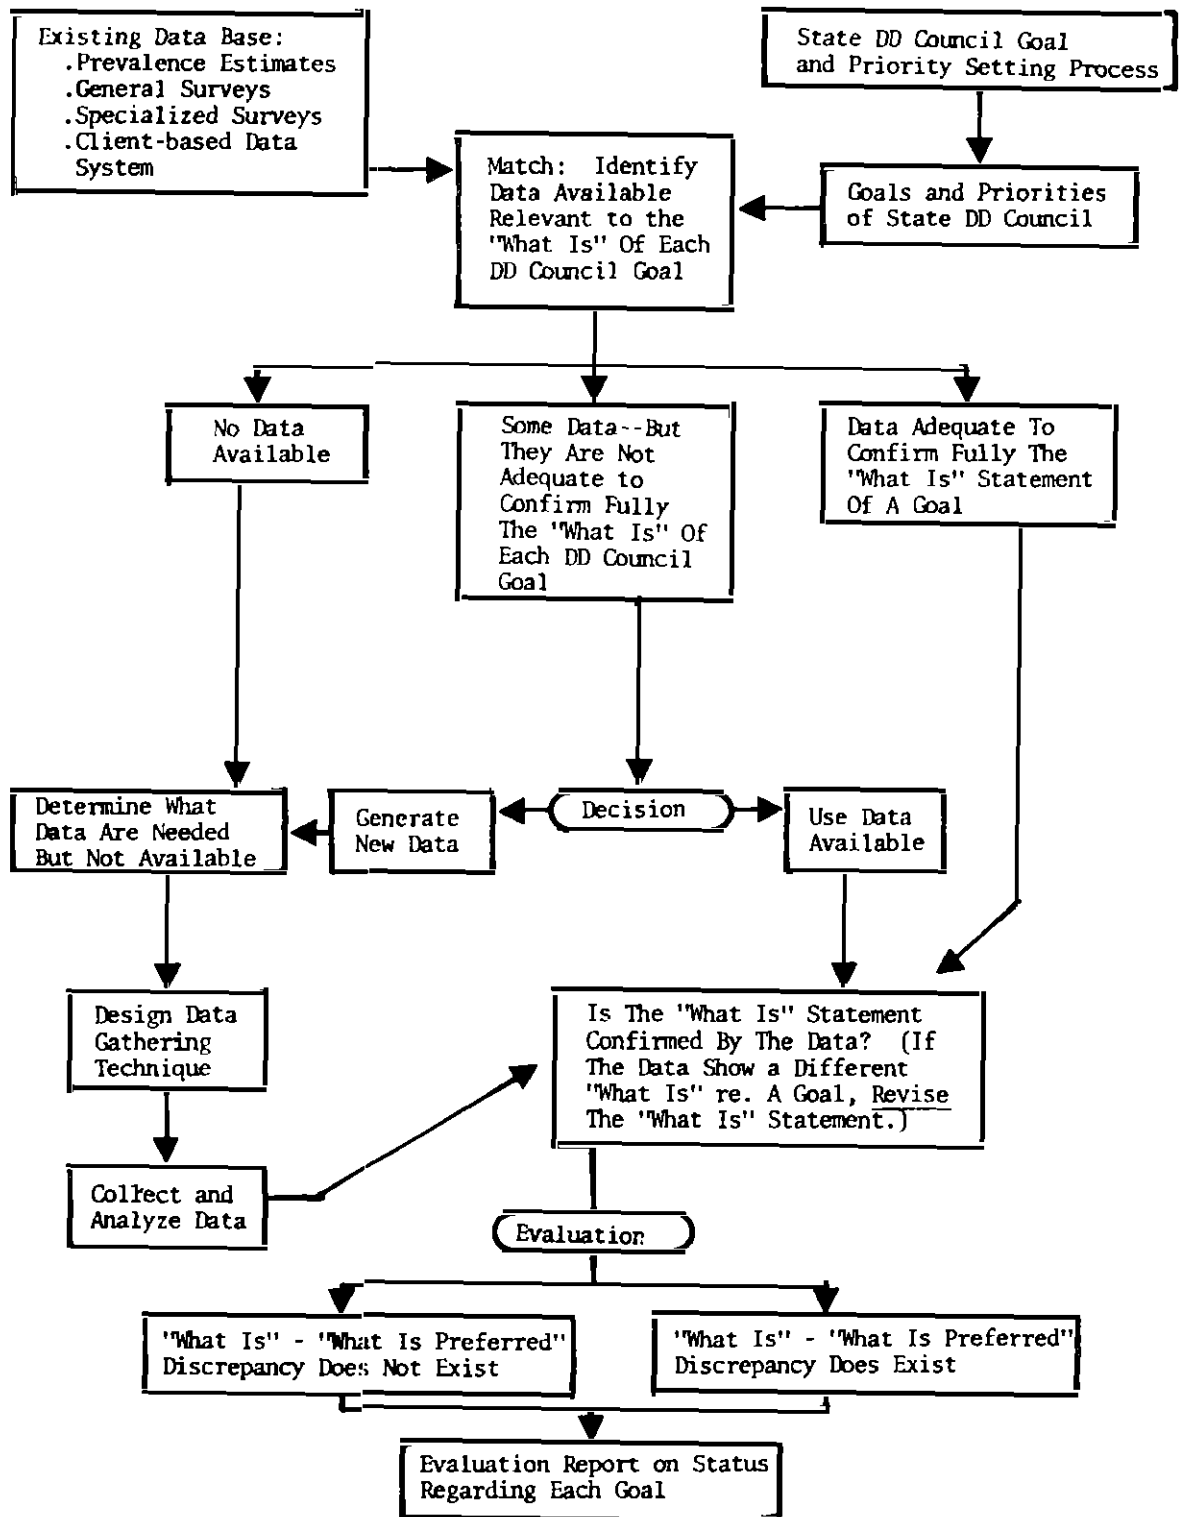 Existing Data Base:
.Prevalence Estimates
.General Surveys
.Specialized Surveys
.Client-based Data
System
State DD Council Goal
and Priority Setting Process
Match: Identify
Data Available
Relevant to the
"What Is" Of Each
DD Council Goal
Goals and Priorities
of State DD Council
No Data
Available
Some Data--But
They Are Not
Adequate to
Confirm Fully
The "What Is" Of
Each DD Council
Goal
Data Adequate To
Confirm Fully The
"What Is" Statement
Of A Goal
Determine What
Data Are Needed
But Not Available
Generate
New Data
Decision
Use Data
Available
Design Data
Gathering
Technique
Is The "What Is" Statement
Confirmed By The Data? (If
The Data Show a Different
"What Is" re. A Goal, Revise
The "What Is" Statement.)
Collect and
Analyze Data
Evaluation
"What Is" - "What Is Preferred"
Discrepancy Does Not Exist
"What Is" - "What Is Preferred"
Discrepancy Does Exist
Evaluation Report on Status
Regarding Each Goal